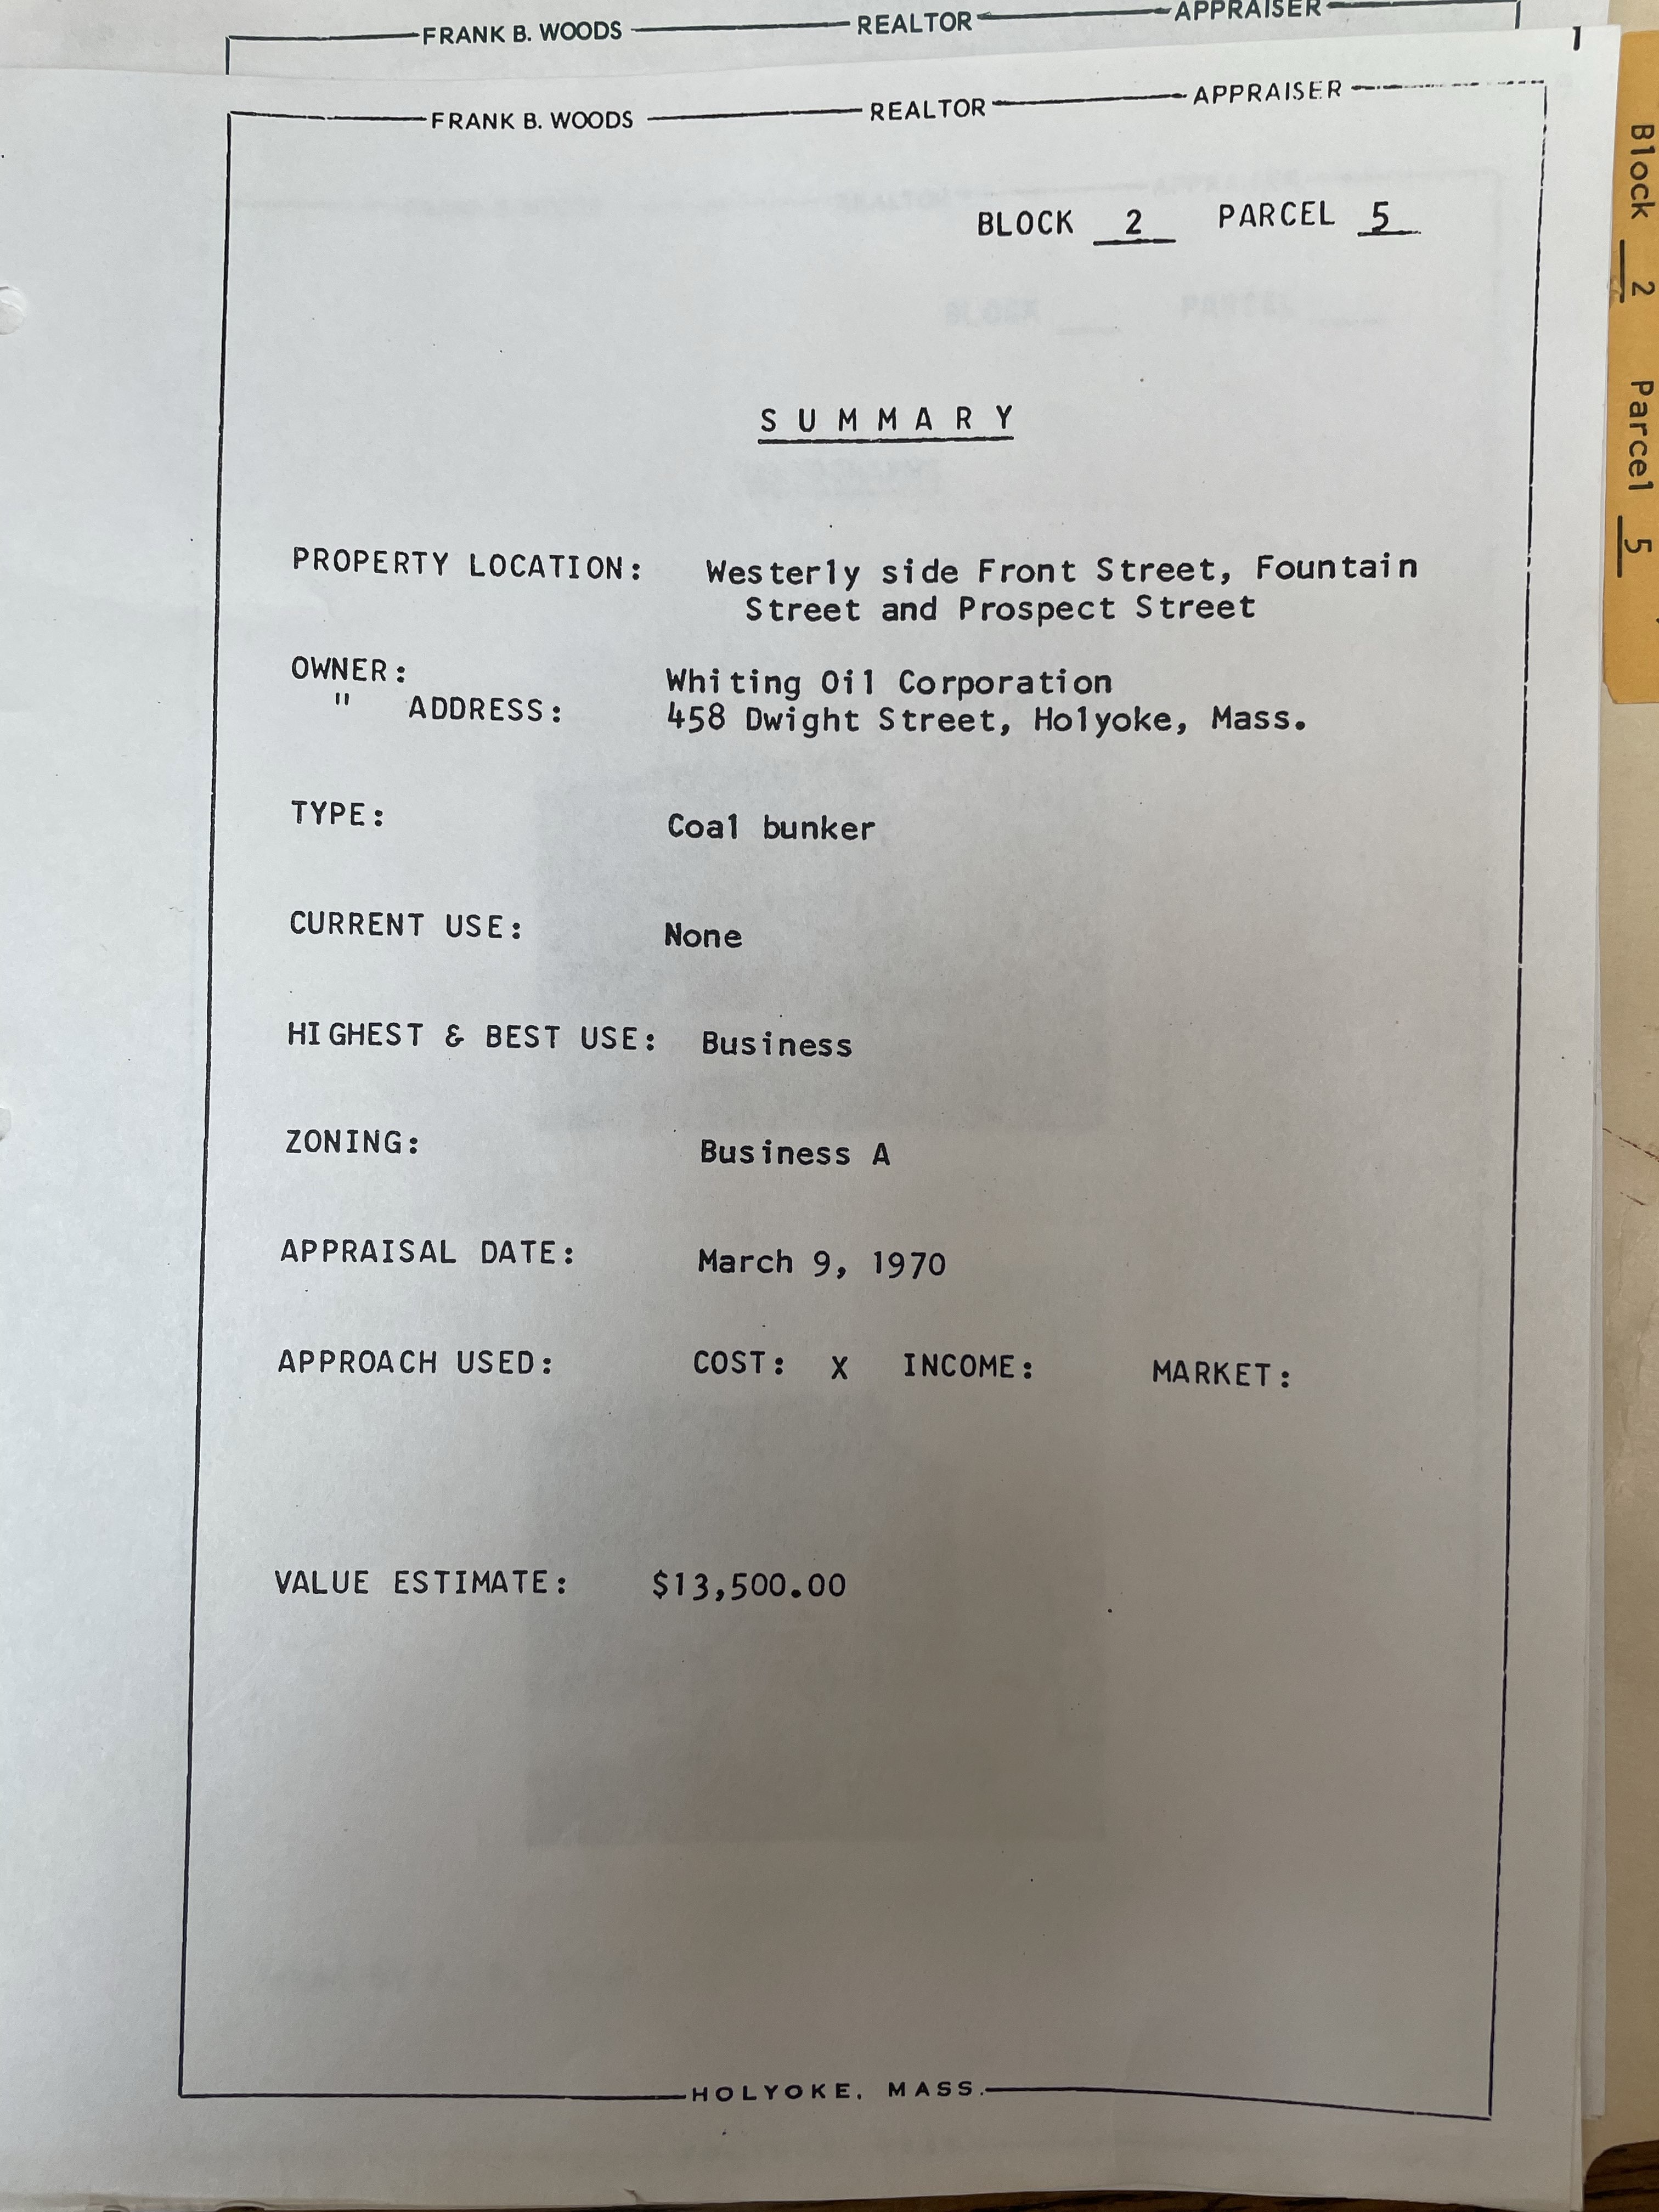 FRANK B. WOODS REALTOR APPRAISER
1
FRANK B. WOODS REALTOR APPRAISER
BLOCK 2 PARCEL 5
SUMMARY
PROPERTY LOCATION: Westerly side Front Street, Fountain
Street and Prospect Street
OWNER: Whiting Oil Corporation
" ADDRESS: 458 Dwight Street, Holyoke, Mass.
TYPE: Coal bunker
CURRENT USE: None
HIGHEST & BEST USE: Business
ZONING: Business A
APPRAISAL DATE: March 9, 1970
APPROACH USED: COST: X INCOME: MARKET:
VALUE ESTIMATE: $13,500.00
HOLYOKE, MASS.
Block 2 Parcel 5